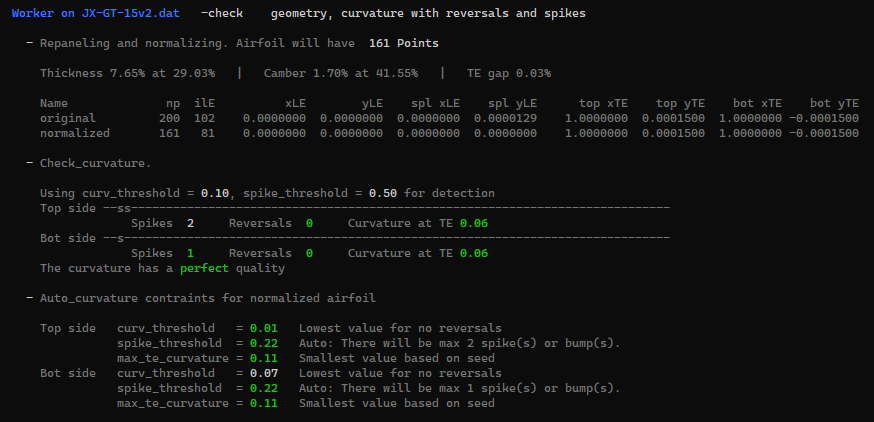 Worker on JX-GT-15v2.dat   -check    geometry, curvature with reversals and spikes
- Repaneling and normalizing. Airfoil will have  161 Points
Thickness 7.65% at 29.03%   |   Camber 1.70% at 41.55%   |   TE gap 0.03%
Name              np  ilE          xLE        yLE    spl xLE    spl yLE      top xTE    top yTE    bot xTE    bot yTE
original         200  102    0.0000000  0.0000000  0.0000000  0.0000129    1.0000000  0.0001500  1.0000000 -0.0001500
normalized       161   81    0.0000000  0.0000000  0.0000000  0.0000000    1.0000000  0.0001500  1.0000000 -0.0001500
- Check_curvature.
Using curv_threshold = 0.10, spike_threshold = 0.50 for detection
Top side --ss-----------------------------------------------------------------------------
Spikes  2     Reversals  0     Curvature at TE 0.06
Bot side --s------------------------------------------------------------------------------
Spikes  1     Reversals  0     Curvature at TE 0.06
The curvature has a perfect quality
- Auto_curvature contraints for normalized airfoil
Top side   curv_threshold   = 0.01   Lowest value for no reversals
spike_threshold  = 0.22   Auto: There will be max 2 spike(s) or bump(s).
max_te_curvature = 0.11   Smallest value based on seed
Bot side   curv_threshold   = 0.07   Lowest value for no reversals
spike_threshold  = 0.22   Auto: There will be max 1 spike(s) or bump(s).
max_te_curvature = 0.11   Smallest value based on seed